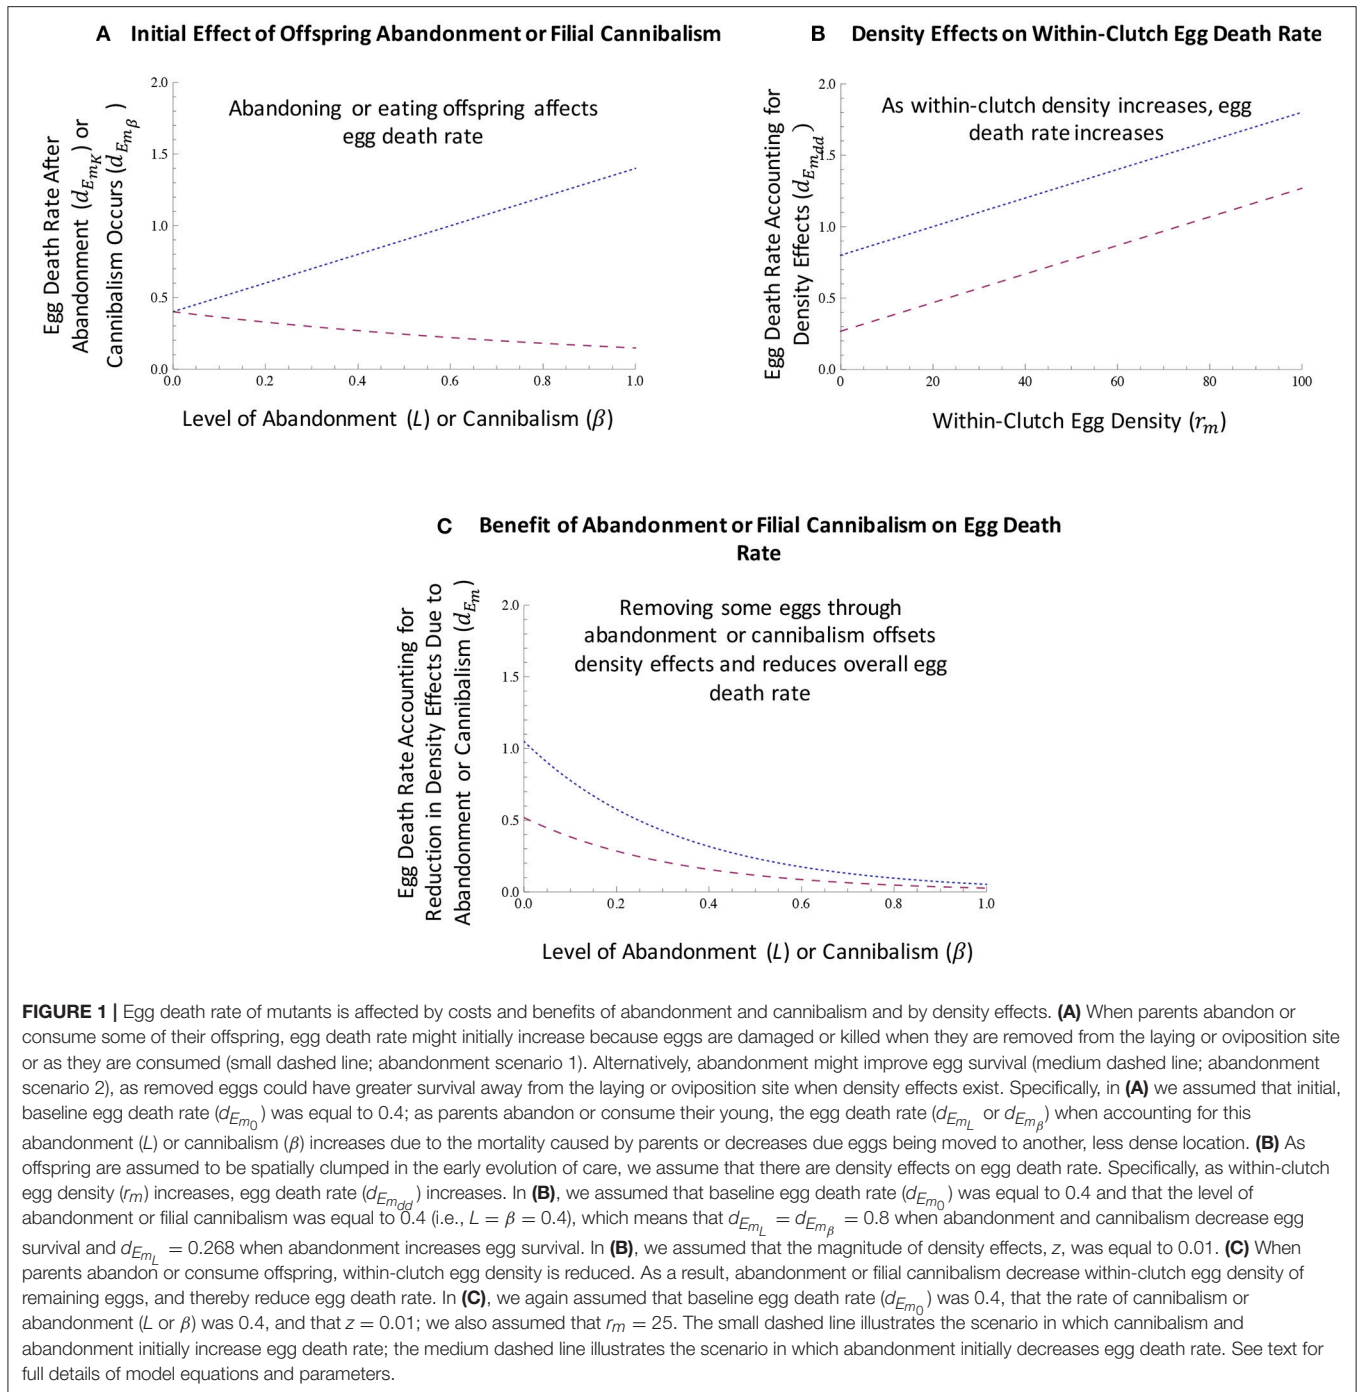 A Initial Effect of Offspring Abandonment or Filial Cannibalism
Egg Death Rate After
Abandonment (d_{E_{m_K}}) or
Cannibalism Occurs (d_{E_{m_β}})
2.0
1.5
1.0
0.5
0.0
Abandoning or eating offspring affects
egg death rate
0.0 0.2 0.4 0.6 0.8 1.0
Level of Abandonment (L) or Cannibalism (β)
B Density Effects on Within-Clutch Egg Death Rate
Egg Death Rate Accounting for
Density Effects (d_{E_{m_{dd}}})
2.0
1.5
1.0
0.5
0.0
As within-clutch density increases, egg
death rate increases
0 20 40 60 80 100
Within-Clutch Egg Density (r_m)
C Benefit of Abandonment or Filial Cannibalism on Egg Death
Rate
Egg Death Rate Accounting for
Reduction in Density Effects Due to
Abandonment or Cannibalism (d_{E_m})
2.0
1.5
1.0
0.5
0.0
Removing some eggs through
abandonment or cannibalism offsets
density effects and reduces overall egg
death rate
0.0 0.2 0.4 0.6 0.8 1.0
Level of Abandonment (L) or Cannibalism (β)
FIGURE 1 | Egg death rate of mutants is affected by costs and benefits of abandonment and cannibalism and by density effects. (A) When parents abandon or
consume some of their offspring, egg death rate might initially increase because eggs are damaged or killed when they are removed from the laying or oviposition site
or as they are consumed (small dashed line; abandonment scenario 1). Alternatively, abandonment might improve egg survival (medium dashed line; abandonment
scenario 2), as removed eggs could have greater survival away from the laying or oviposition site when density effects exist. Specifically, in (A) we assumed that initial,
baseline egg death rate (d_{E_{m_0}}) was equal to 0.4; as parents abandon or consume their young, the egg death rate (d_{E_{m_L}} or d_{E_{m_β}}) when accounting for this
abandonment (L) or cannibalism (β) increases due to the mortality caused by parents or decreases due eggs being moved to another, less dense location. (B) As
offspring are assumed to be spatially clumped in the early evolution of care, we assume that there are density effects on egg death rate. Specifically, as within-clutch
egg density (r_m) increases, egg death rate (d_{E_{m_{dd}}}) increases. In (B), we assumed that baseline egg death rate (d_{E_{m_0}}) was equal to 0.4 and that the level of
abandonment or filial cannibalism was equal to 0.4 (i.e., L = β = 0.4), which means that d_{E_{m_L}} = d_{E_{m_β}} = 0.8 when abandonment and cannibalism decrease egg
survival and d_{E_{m_L}} = 0.268 when abandonment increases egg survival. In (B), we assumed that the magnitude of density effects, z, was equal to 0.01. (C) When
parents abandon or consume offspring, within-clutch egg density is reduced. As a result, abandonment or filial cannibalism decrease within-clutch egg density of
remaining eggs, and thereby reduce egg death rate. In (C), we again assumed that baseline egg death rate (d_{E_{m_0}}) was 0.4, that the rate of cannibalism or
abandonment (L or β) was 0.4, and that z = 0.01; we also assumed that r_m = 25. The small dashed line illustrates the scenario in which cannibalism and
abandonment initially increase egg death rate; the medium dashed line illustrates the scenario in which abandonment initially decreases egg death rate. See text for
full details of model equations and parameters.